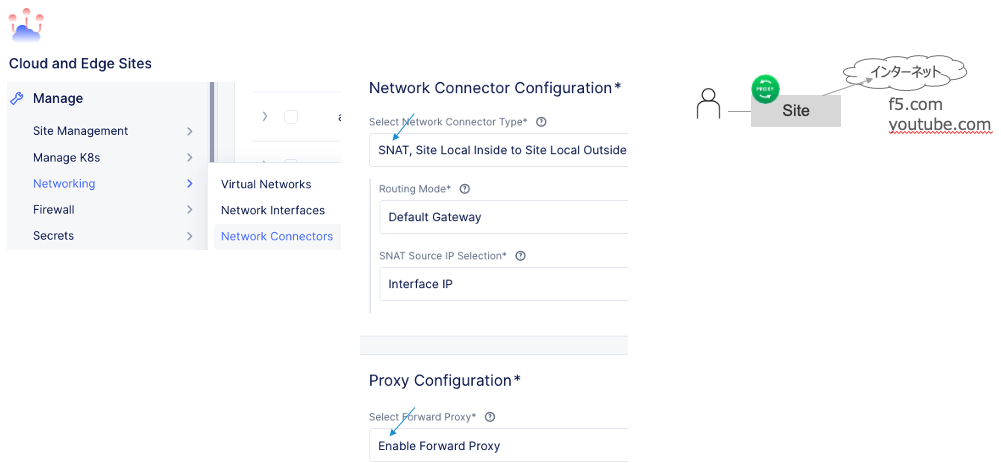 Cloud and Edge Sites
Manage
Site Management
Manage K8s
Networking
Firewall
Secrets
Virtual Networks
Network Interfaces
Network Connectors
Network Connector Configuration*
Select Network Connector Type*
SNAT, Site Local Inside to Site Local Outside
Routing Mode*
Default Gateway
SNAT Source IP Selection*
Interface IP
Proxy Configuration*
Select Forward Proxy*
Enable Forward Proxy
PROXY
Site
インターネット
f5.com
youtube.com